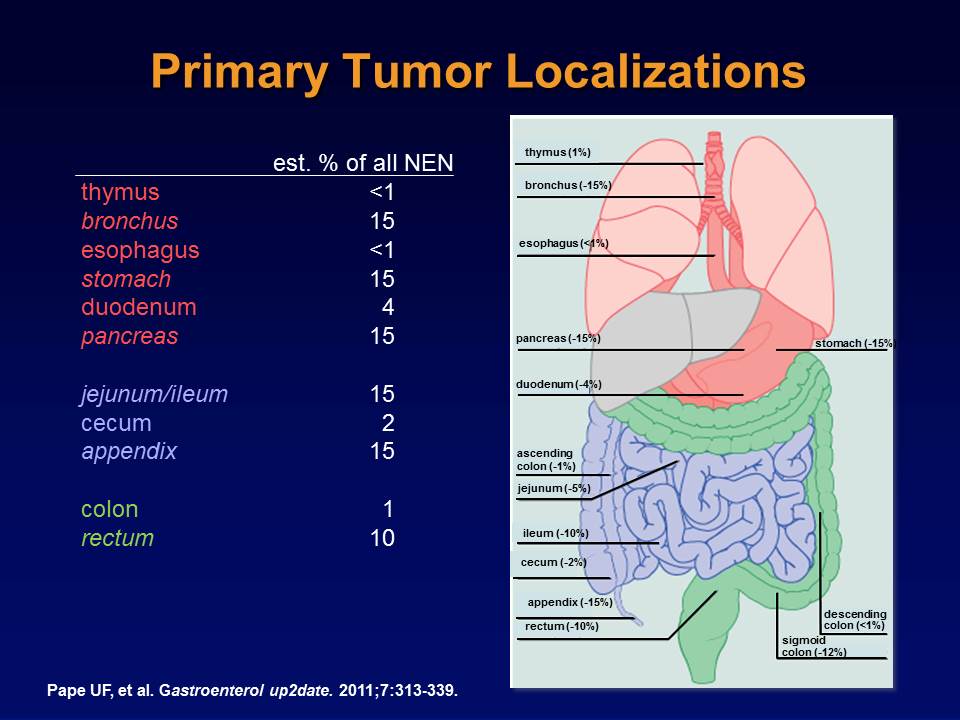 Primary Tumor Localizations
est. % of all NEN
thymus <1
bronchus 15
esophagus <1
stomach 15
duodenum 4
pancreas 15
jejunum/ileum 15
cecum 2
appendix 15
colon 1
rectum 10
thymus (1%)
bronchus (-15%)
esophagus (<1%)
pancreas (-15%)
stomach (-15%
duodenum (-4%)
ascending
colon (-1%)
jejunum (-5%)
ileum (-10%)
cecum (-2%)
appendix (-15%)
rectum (-10%)
descending
colon (<1%)
sigmoid
colon (-12%)
Pape UF, et al. Gastroenterol up2date. 2011;7:313-339.